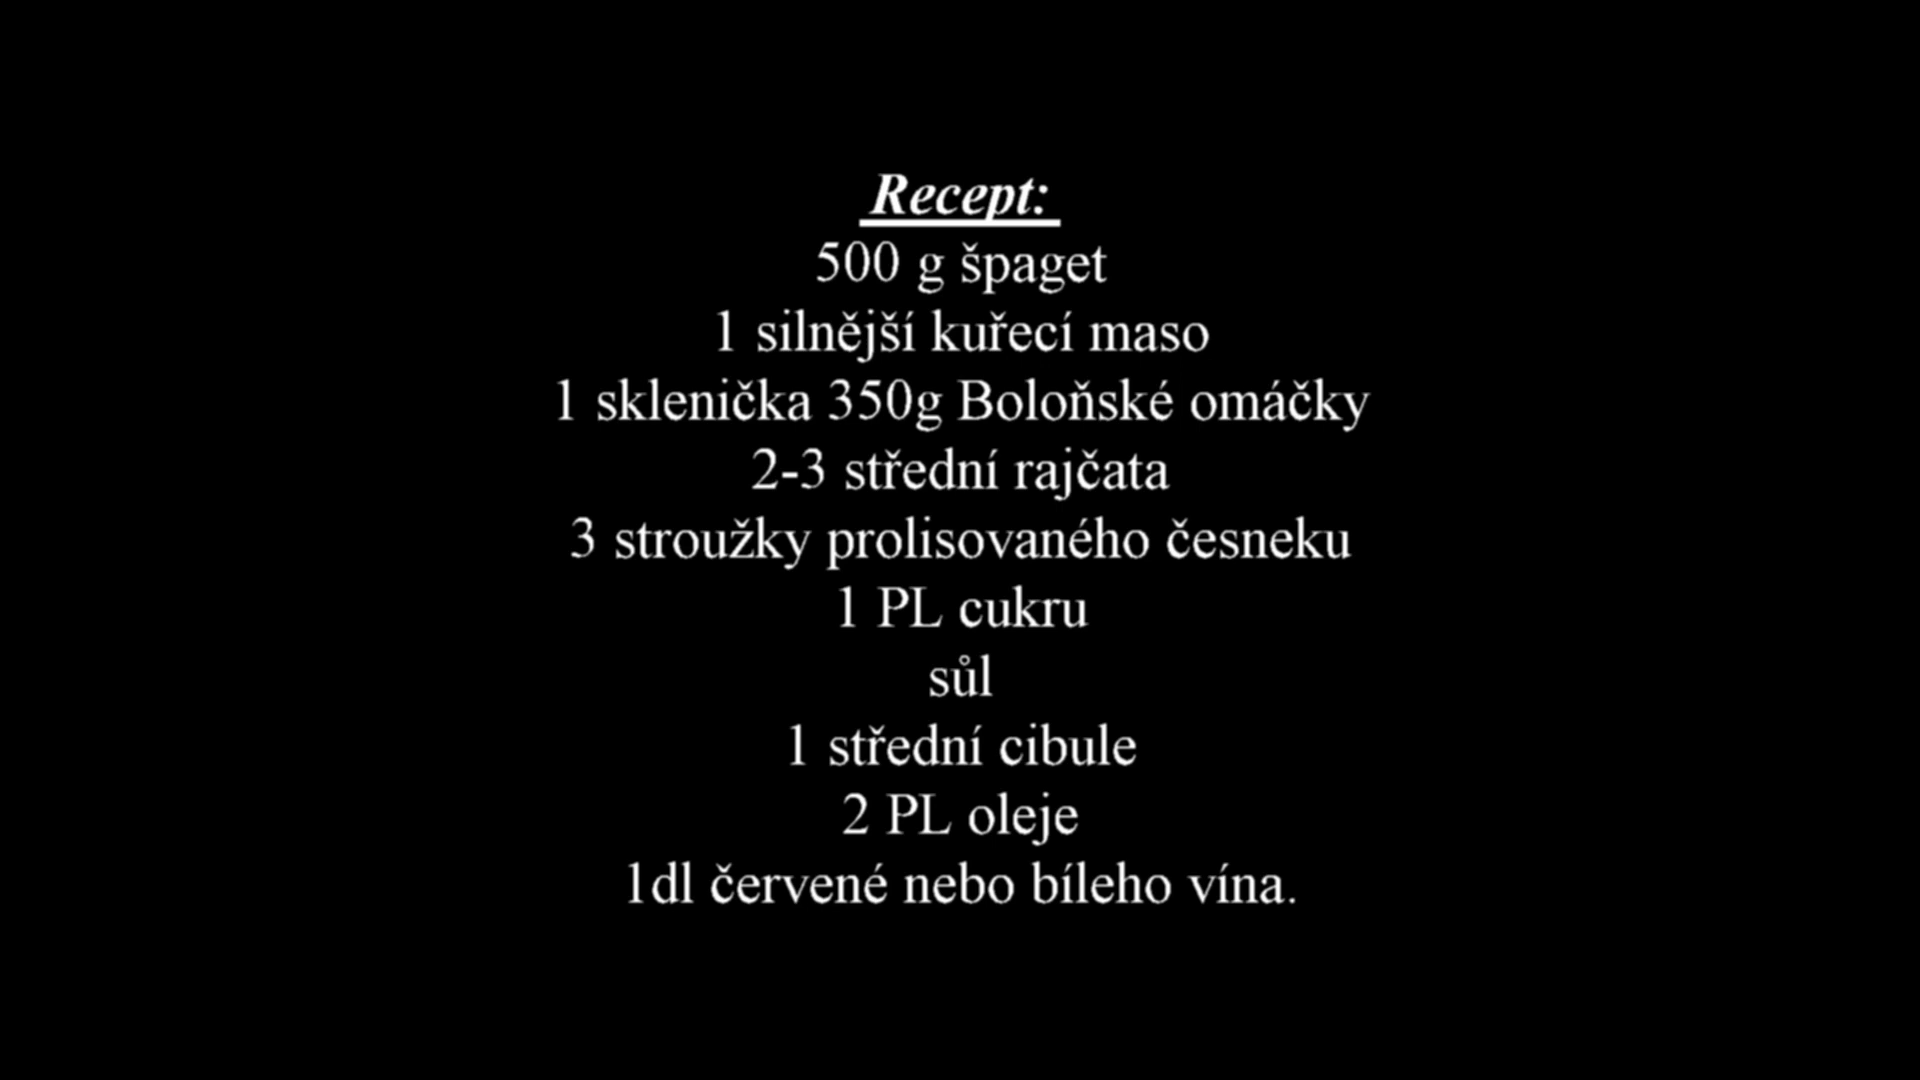 Recept:
500 g špaget
1 silnější kuřecí maso
1 sklenička 350g Boloňské omáčky
2-3 střední rajčata
3 stroužky prolisovaného česneku
1 PL cukru
sůl
1 střední cibule
2 PL oleje
1dl červené nebo bíleho vína.